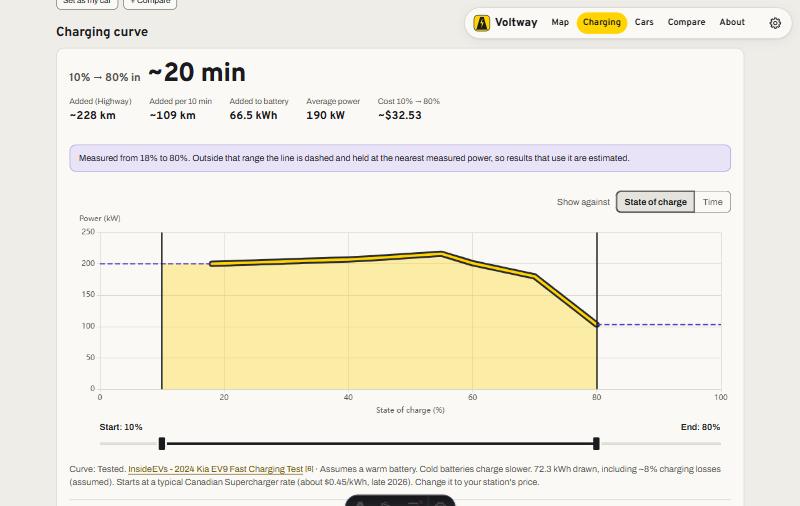 Set as my car
+ Compare
Voltway
Map
Charging
Cars
Compare
About
Charging curve
10% → 80% in ~20 min
Added (Highway)
Added per 10 min
Added to battery
Average power
Cost 10% → 80%
~228 km
~109 km
66.5 kWh
190 kW
~$32.53
Measured from 18% to 80%. Outside that range the line is dashed and held at the nearest measured power, so results that use it are estimated.
Show against
State of charge
Time
Power (kW)
250
200
150
100
50
0
0
20
40
60
80
100
State of charge (%)
Start: 10%
End: 80%
Curve: Tested. InsideEVs - 2024 Kia EV9 Fast Charging Test [6] · Assumes a warm battery. Cold batteries charge slower. 72.3 kWh drawn, including ~8% charging losses
(assumed). Starts at a typical Canadian Supercharger rate (about $0.45/kWh, late 2026). Change it to your station's price.